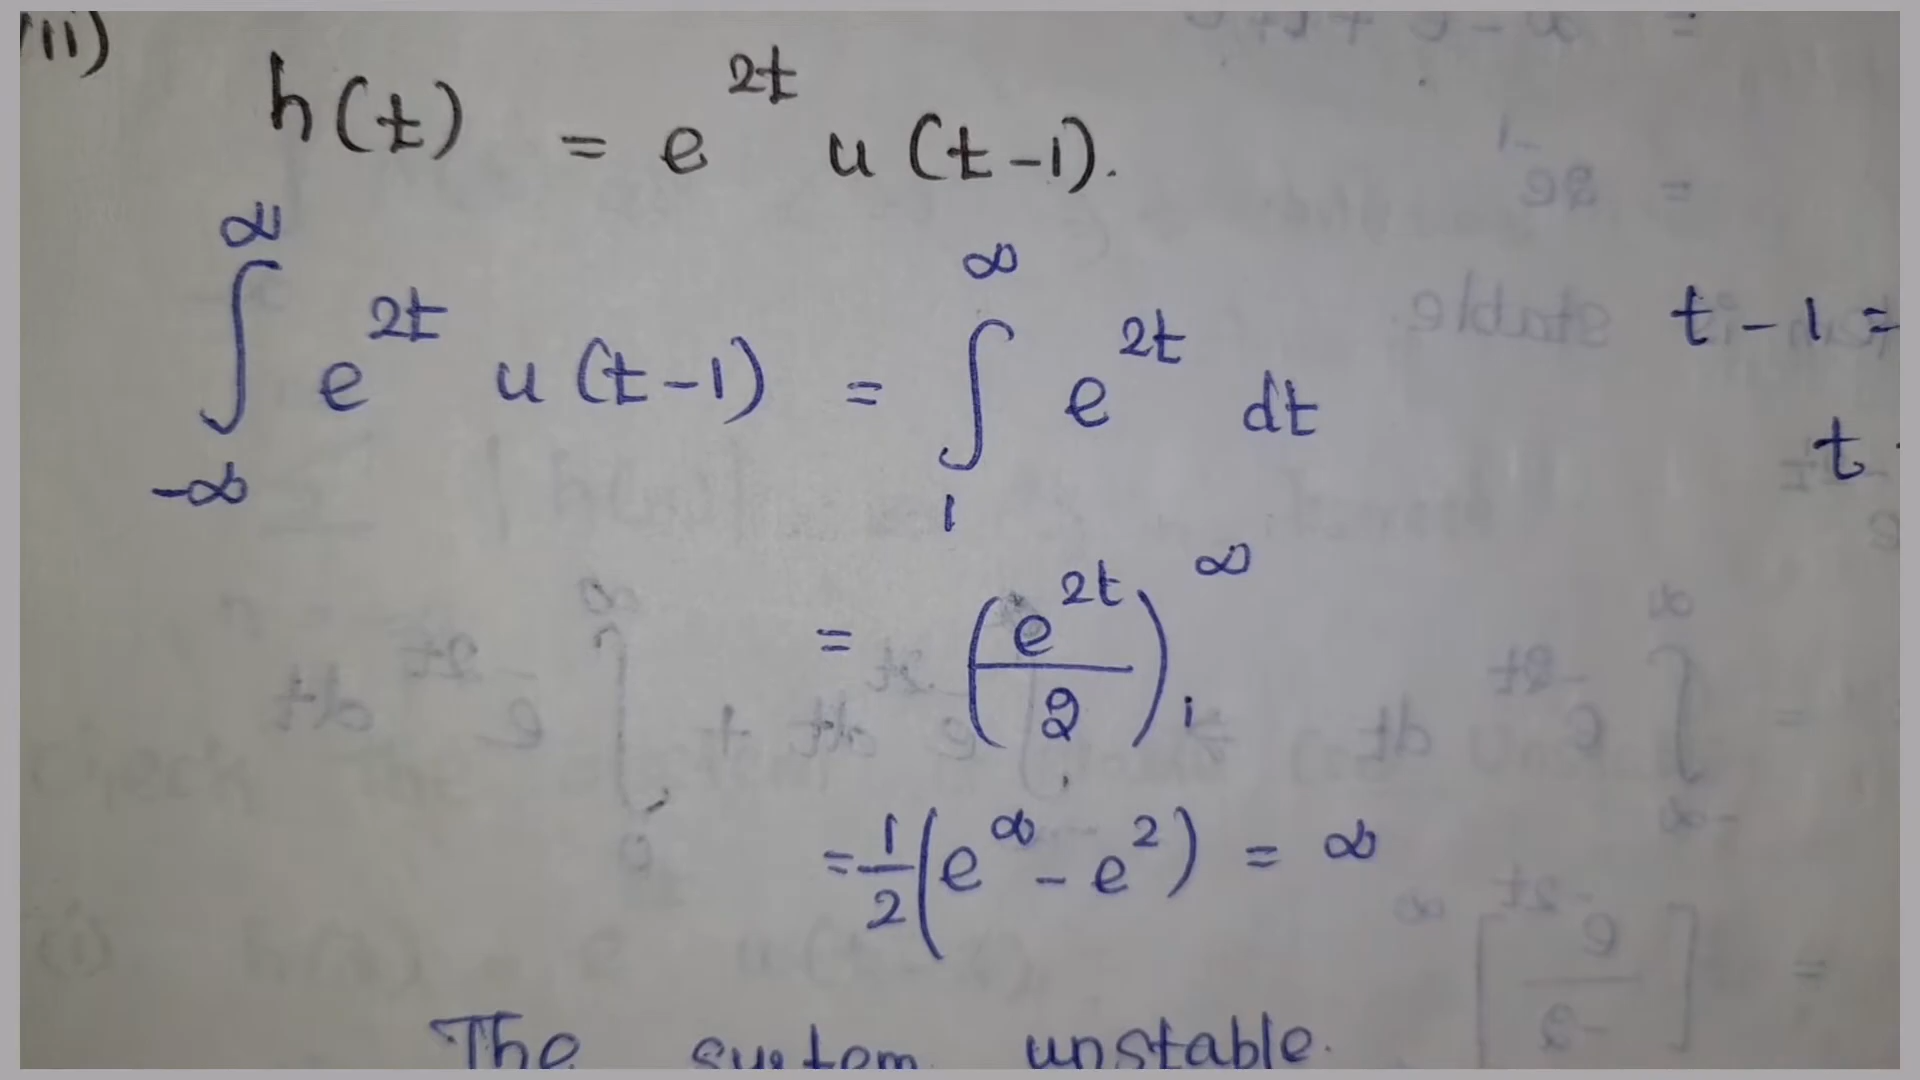 ii)
h(t) = e^{2t} u(t-1).
∫_{-∞}^{∞} e^{2t} u(t-1) = ∫_{1}^{∞} e^{2t} dt
t-1 =
t
= (e^{2t}/2)_{1}^{∞}
= 1/2 (e^{∞} - e^{2}) = ∞
The system unstable.